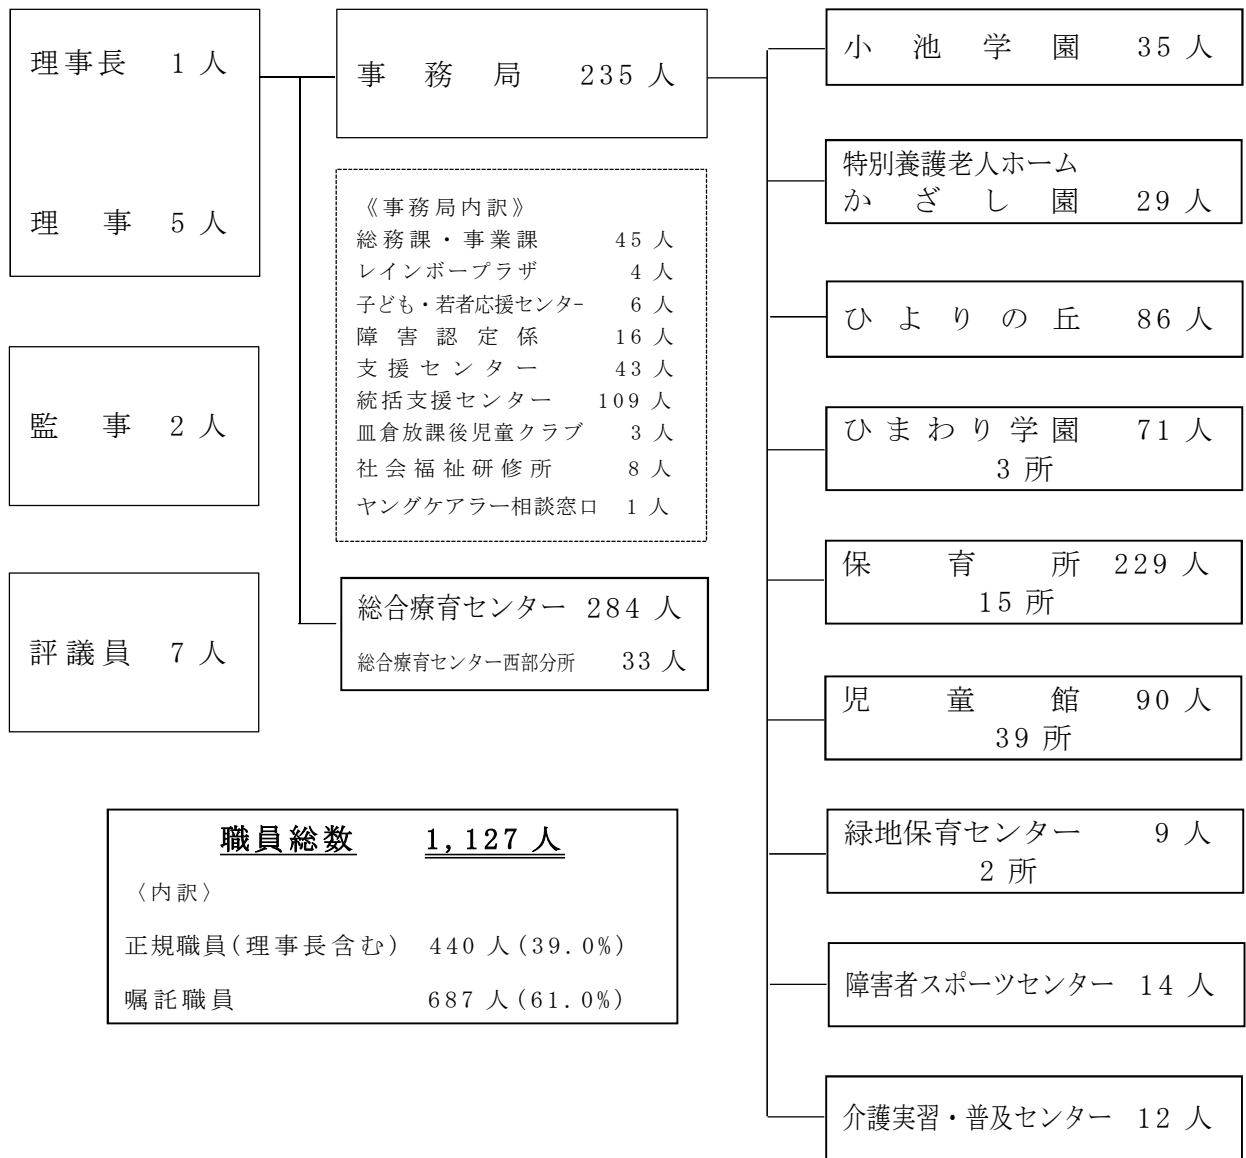 理事長 1人
理事 5人
監事 2人
評議員 7人
事務局 235人
《事務局内訳》
総務課・事業課 45人
レインボープラザ 4人
子ども・若者応援センター 6人
障害認定係 16人
支援センター 43人
統括支援センター 109人
皿倉放課後児童クラブ 3人
社会福祉研修所 8人
ヤングケアラー相談窓口 1人
総合療育センター 284人
総合療育センター西部分所 33人
小池学園 35人
特別養護老人ホーム
かざし園 29人
ひよりの丘 86人
ひまわり学園 71人
3所
保育所 229人
15所
児童館 90人
39所
緑地保育センター 9人
2所
障害者スポーツセンター 14人
介護実習・普及センター 12人
職員総数 1,127人
〈内訳〉
正規職員(理事長含む) 440人(39.0%)
嘱託職員 687人(61.0%)